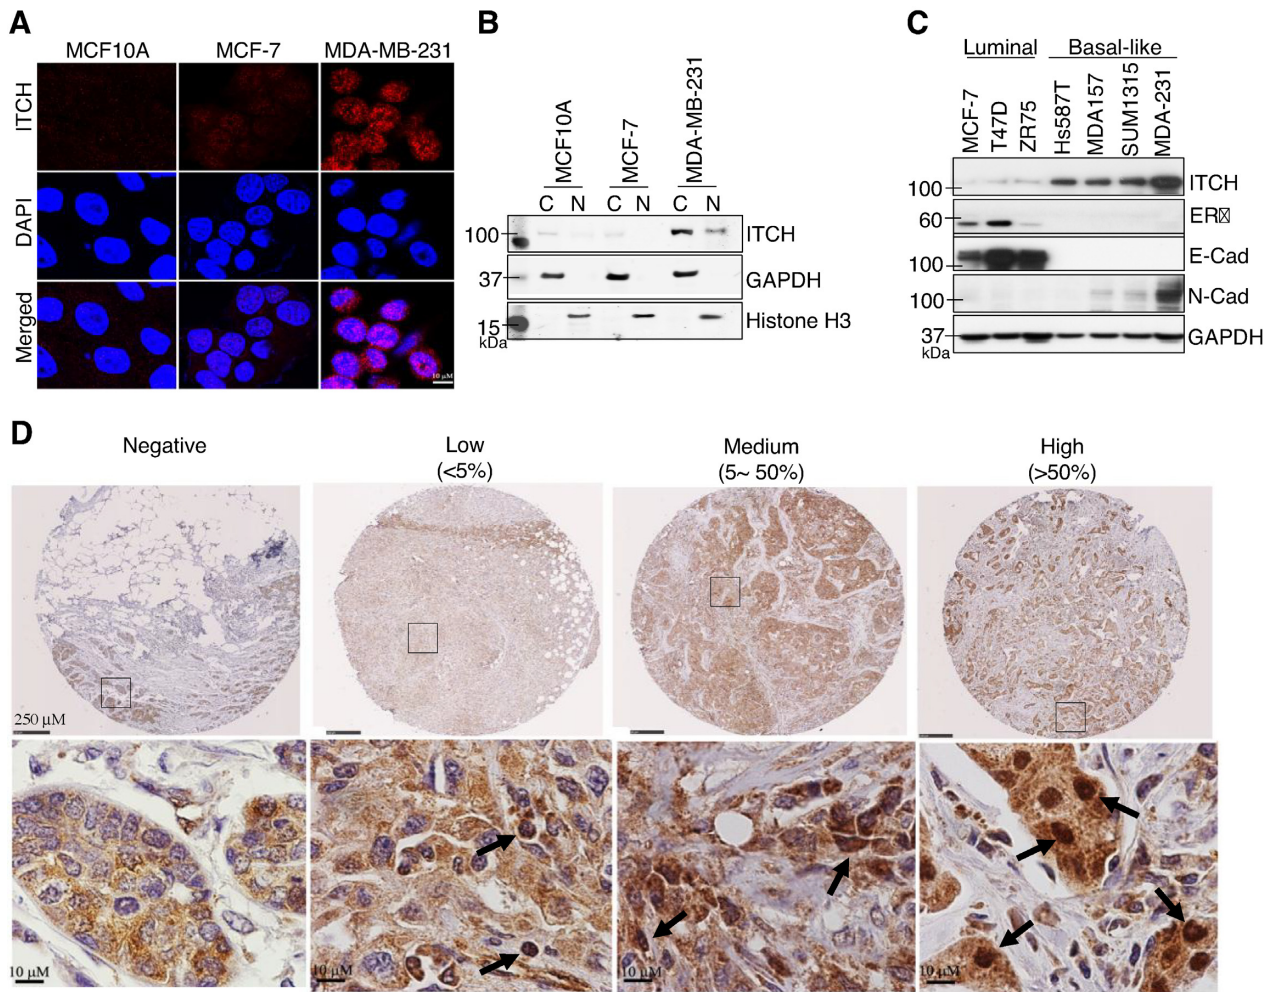 A
MCF10A MCF-7 MDA-MB-231
ITCH
DAPI
Merged
10 μM
B
MCF10A MCF-7 MDA-MB-231
C N C N C N
100 ITCH
37 GAPDH
15 Histone H3
kDa
C
Luminal Basal-like
MCF-7 T47D ZR75 Hs587T MDA157 SUM1315 MDA-231
100 ITCH
60 ER
100 E-Cad
100 N-Cad
37 GAPDH
kDa
D
Negative Low Medium High
(<5%) (5~ 50%) (>50%)
250 μM
10 μM 10 μM 10 μM 10 μM